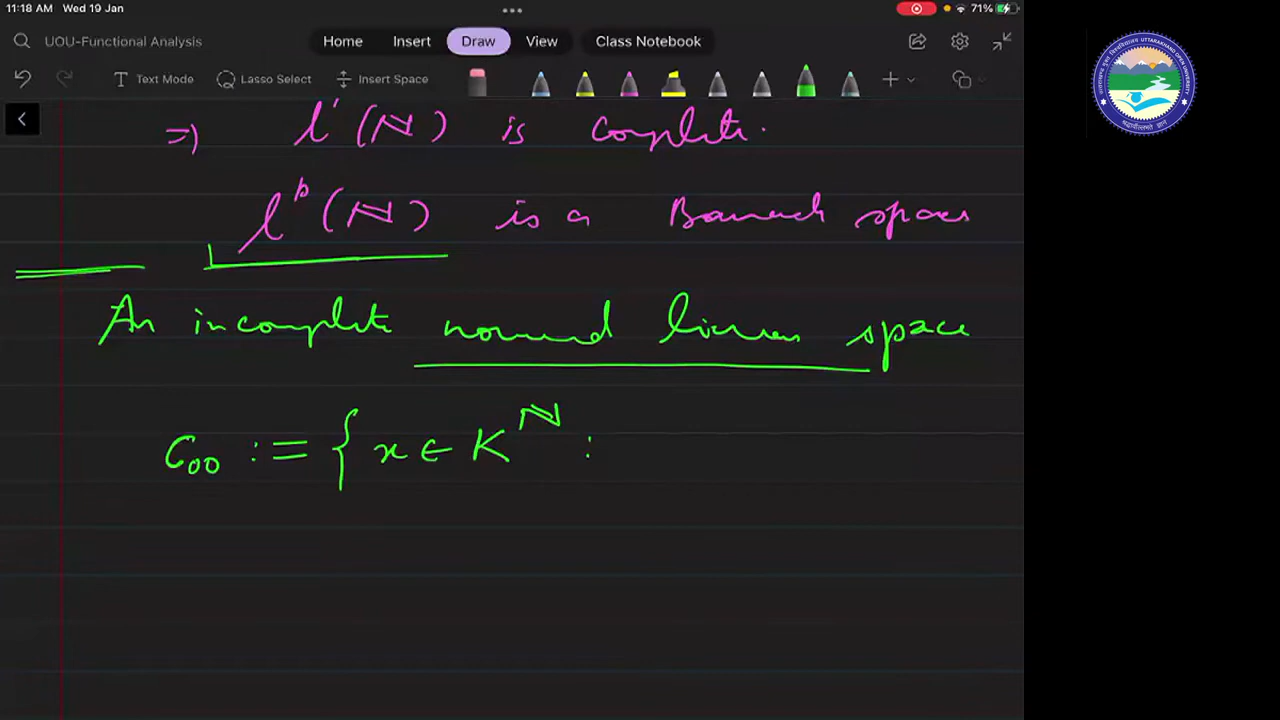 11:18 AM Wed 19 Jan
71%
UOU-Functional Analysis
Home Insert Draw View Class Notebook
Text Mode Lasso Select Insert Space
⇒ l¹(ℕ) is complete.
lᵖ(ℕ) is a Banach space
An incomplete normed linear space
C₀₀ := { x ∈ K^ℕ :